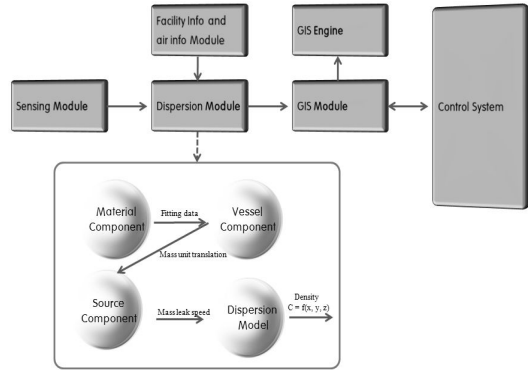 Facility Info and
air info Module
GIS Engine
Sensing Module
Dispersion Module
GIS Module
Control System
Material
Component
Fitting data
Vessel
Component
Mass unit translation
Source
Component
Mass leak speed
Dispersion
Model
Density
C = f(x, y, z)